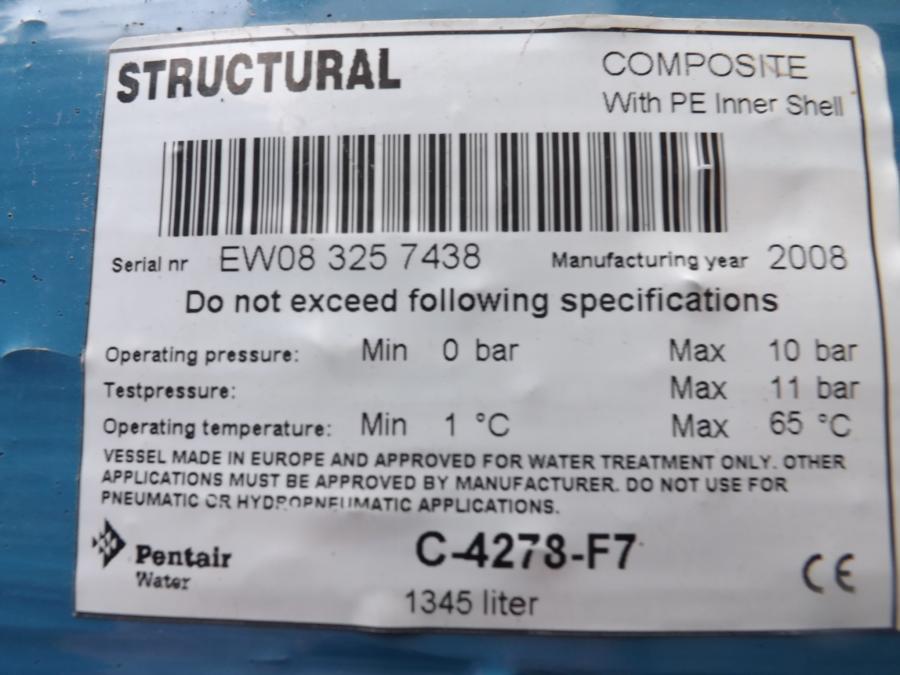 STRUCTURAL
COMPOSITE
With PE Inner Shell
Serial nr EW08 325 7438 Manufacturing year 2008
Do not exceed following specifications
Operating pressure: Min 0 bar Max 10 bar
Testpressure: Max 11 bar
Operating temperature: Min 1 °C Max 65 °C
VESSEL MADE IN EUROPE AND APPROVED FOR WATER TREATMENT ONLY. OTHER
APPLICATIONS MUST BE APPROVED BY MANUFACTURER. DO NOT USE FOR
PNEUMATIC OR HYDROPNEUMATIC APPLICATIONS.
Pentair
Water
C-4278-F7
1345 liter
CE